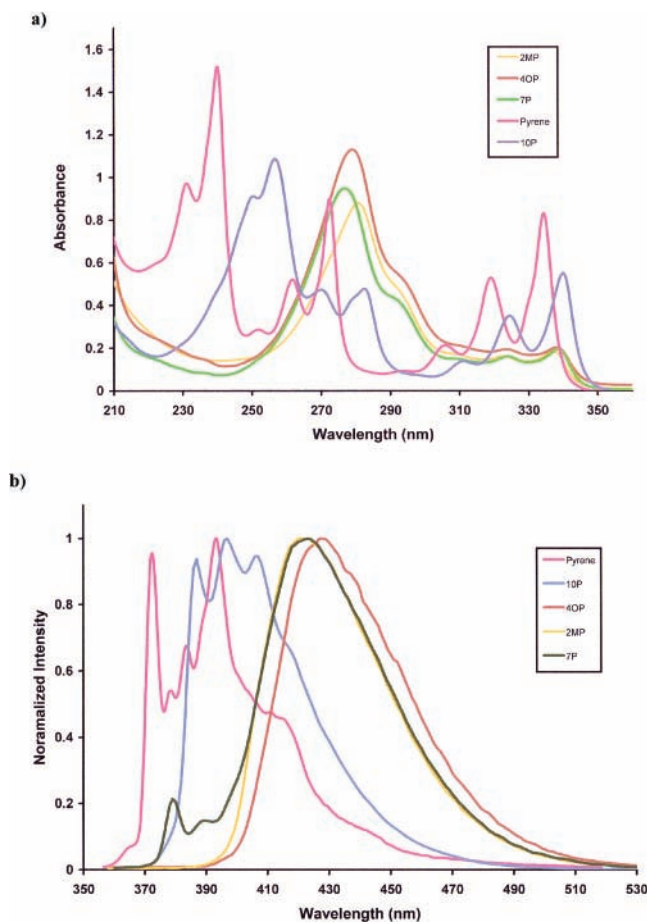 a)
1.6
1.4
1.2
1
0.8
0.6
0.4
0.2
0
Absorbance
210 230 250 270 290 310 330 350
Wavelength (nm)
2MP
4OP
7P
Pyrene
10P
b)
1
0.8
0.6
0.4
0.2
0
Noramalized Intensity
350 370 390 410 430 450 470 490 510 530
Wavelength (nm)
Pyrene
10P
4OP
2MP
7P